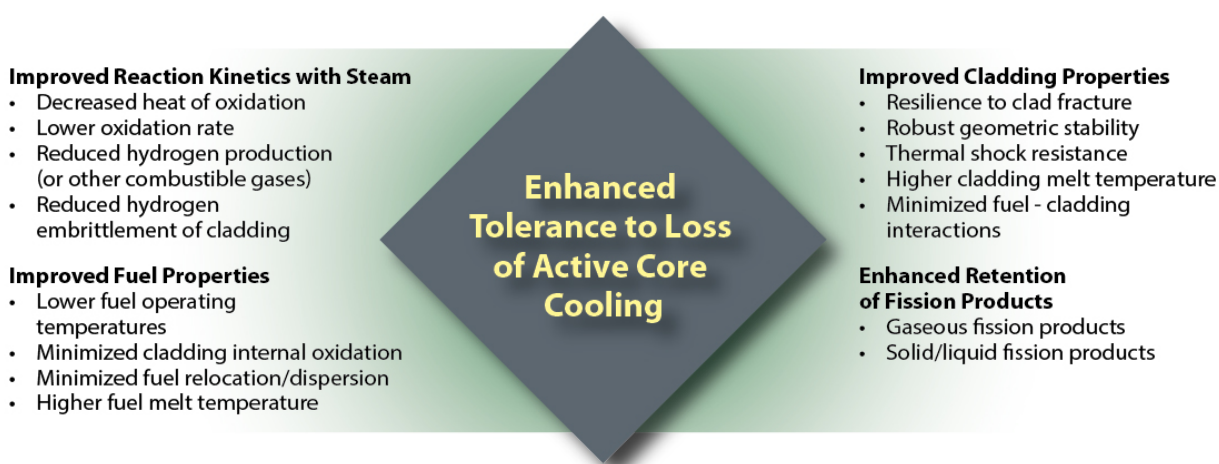 Improved Reaction Kinetics with Steam
• Decreased heat of oxidation
• Lower oxidation rate
• Reduced hydrogen production
(or other combustible gases)
• Reduced hydrogen
embrittlement of cladding
Improved Fuel Properties
• Lower fuel operating
temperatures
• Minimized cladding internal oxidation
• Minimized fuel relocation/dispersion
• Higher fuel melt temperature
Enhanced
Tolerance to Loss
of Active Core
Cooling
Improved Cladding Properties
• Resilience to clad fracture
• Robust geometric stability
• Thermal shock resistance
• Higher cladding melt temperature
• Minimized fuel - cladding
interactions
Enhanced Retention
of Fission Products
• Gaseous fission products
• Solid/liquid fission products